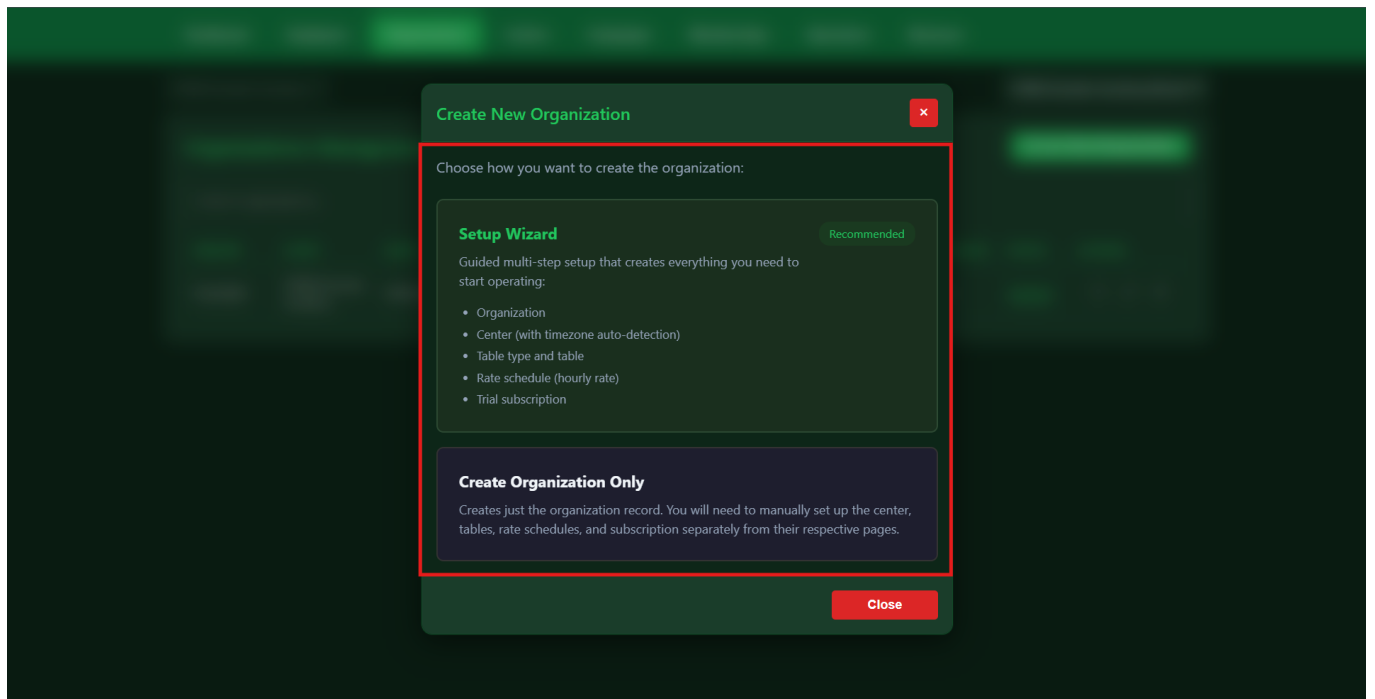 Create New Organization
×
Choose how you want to create the organization:
Setup Wizard
Recommended
Guided multi-step setup that creates everything you need to
start operating:
• Organization
• Center (with timezone auto-detection)
• Table type and table
• Rate schedule (hourly rate)
• Trial subscription
Create Organization Only
Creates just the organization record. You will need to manually set up the center,
tables, rate schedules, and subscription separately from their respective pages.
Close